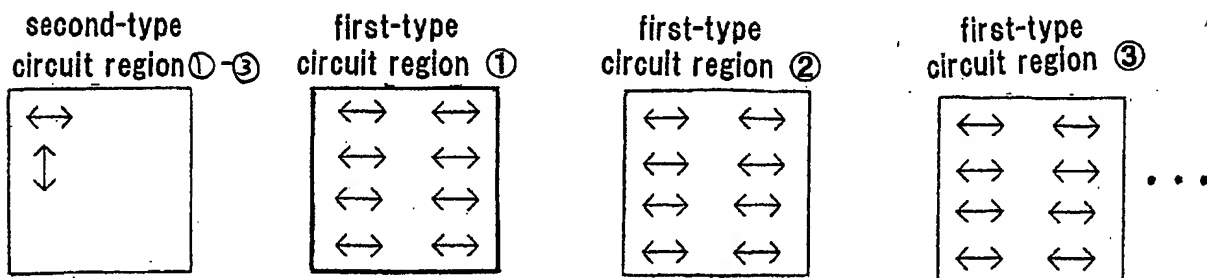 second-type
circuit region①-③
first-type
circuit region ①
first-type
circuit region ②
first-type
circuit region ③
• • •